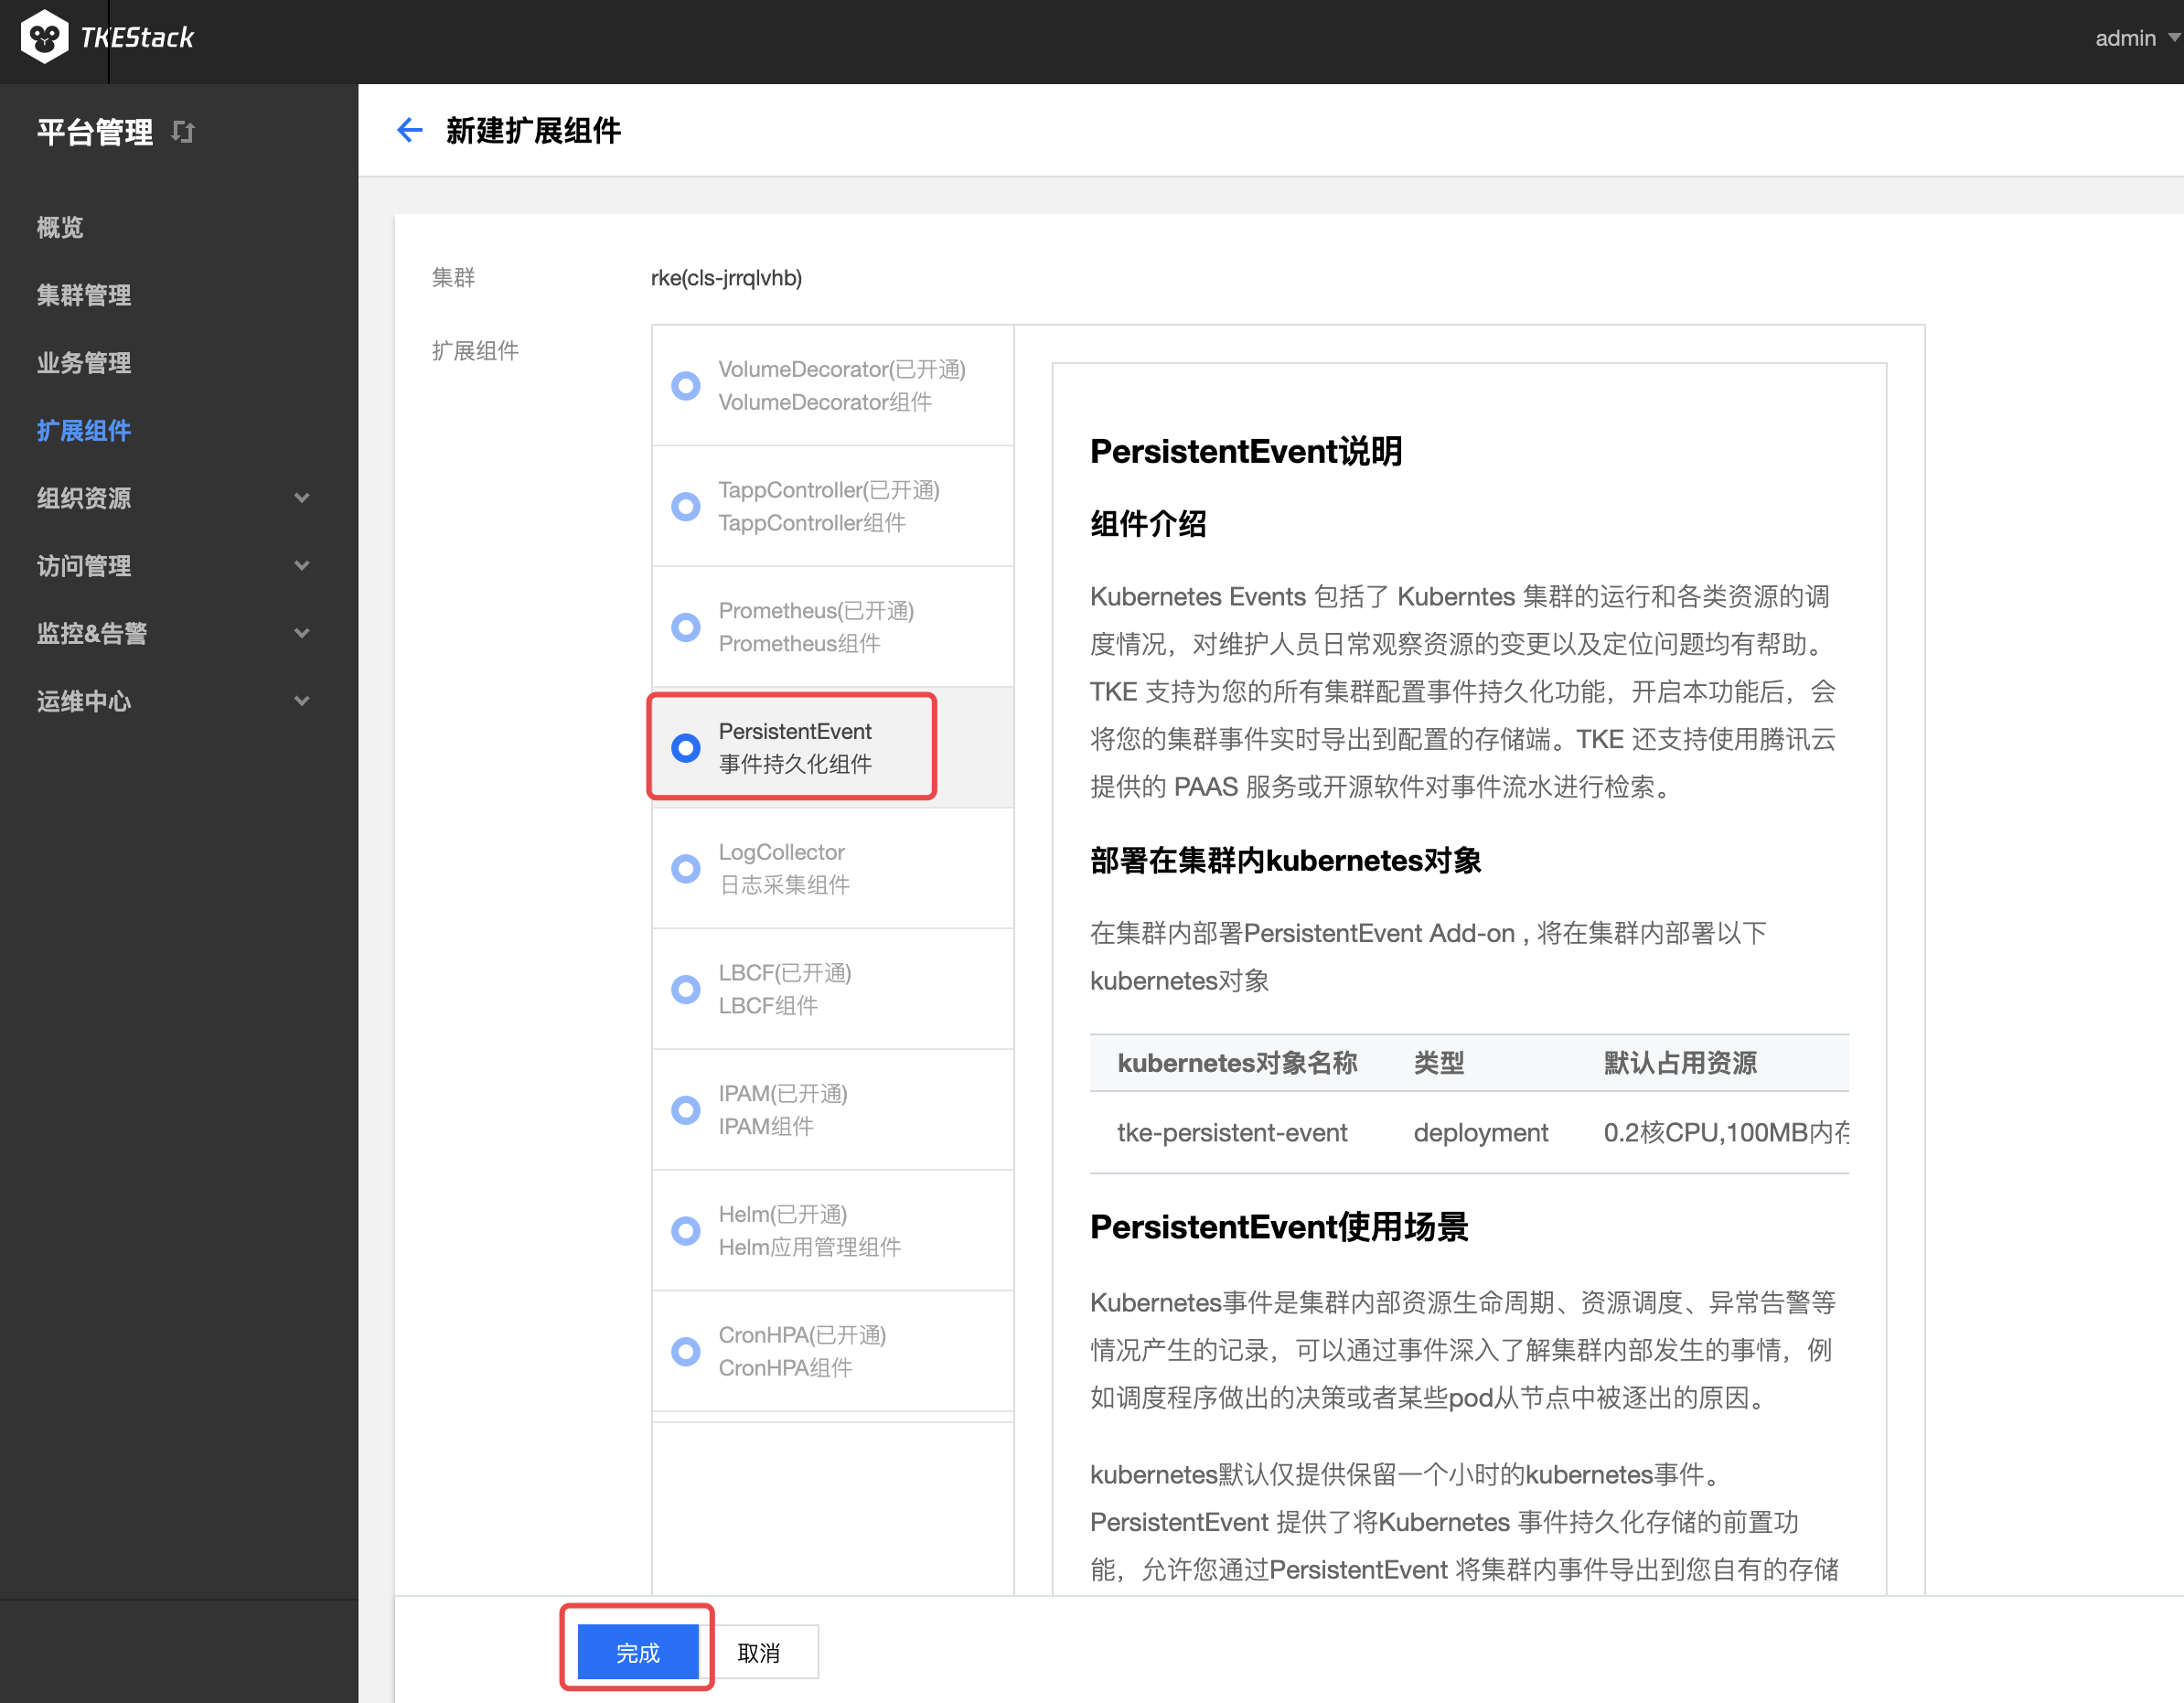 TKEStack
admin
平台管理
概览
集群管理
业务管理
扩展组件
组织资源
访问管理
监控&告警
运维中心
新建扩展组件
集群
rke(cls-jrrqlvhb)
扩展组件
VolumeDecorator(已开通)
VolumeDecorator组件
TappController(已开通)
TappController组件
Prometheus(已开通)
Prometheus组件
PersistentEvent
事件持久化组件
LogCollector
日志采集组件
LBCF(已开通)
LBCF组件
IPAM(已开通)
IPAM组件
Helm(已开通)
Helm应用管理组件
CronHPA(已开通)
CronHPA组件
PersistentEvent说明
组件介绍
Kubernetes Events 包括了 Kuberntes 集群的运行和各类资源的调
度情况，对维护人员日常观察资源的变更以及定位问题均有帮助。
TKE 支持为您的所有集群配置事件持久化功能，开启本功能后，会
将您的集群事件实时导出到配置的存储端。TKE 还支持使用腾讯云
提供的 PAAS 服务或开源软件对事件流水进行检索。
部署在集群内kubernetes对象
在集群内部署PersistentEvent Add-on , 将在集群内部署以下
kubernetes对象
kubernetes对象名称 类型 默认占用资源
tke-persistent-event deployment 0.2核CPU,100MB内存
PersistentEvent使用场景
Kubernetes事件是集群内部资源生命周期、资源调度、异常告警等
情况产生的记录，可以通过事件深入了解集群内部发生的事情，例
如调度程序做出的决策或者某些pod从节点中被逐出的原因。
kubernetes默认仅提供保留一个小时的kubernetes事件。
PersistentEvent 提供了将Kubernetes 事件持久化存储的前置功
能，允许您通过PersistentEvent 将集群内事件导出到您自有的存储
完成
取消